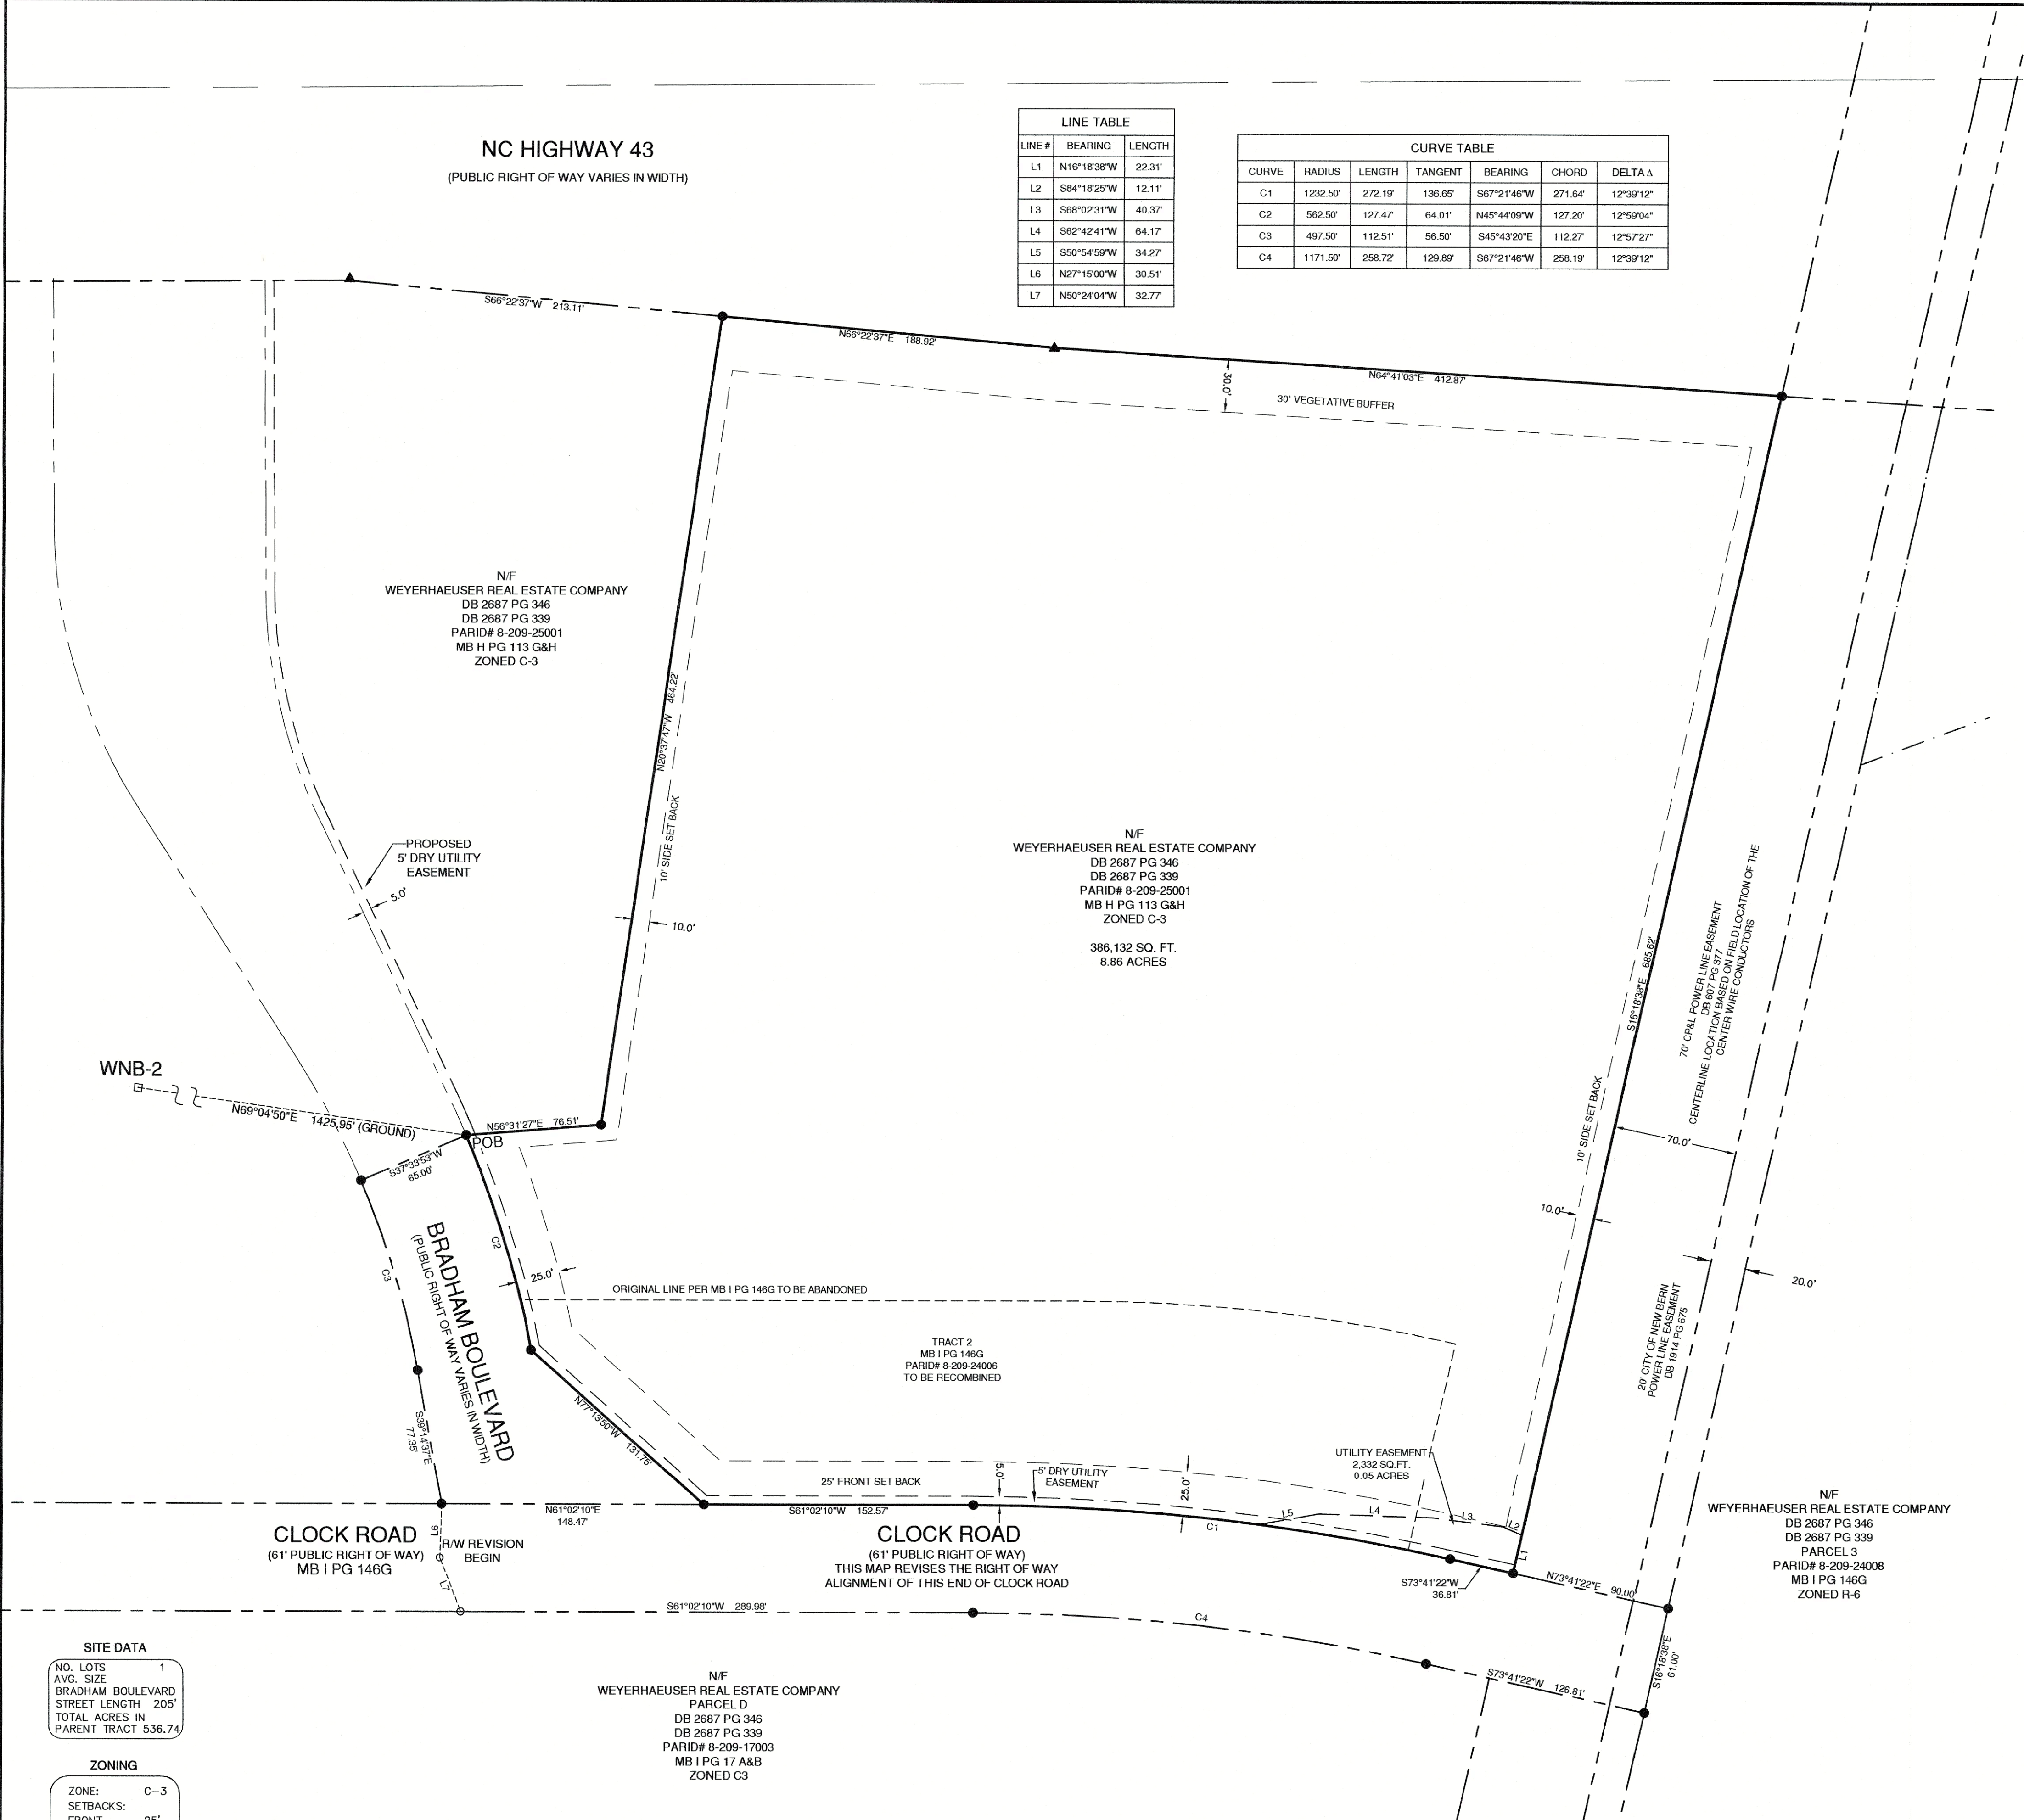 NC HIGHWAY 43
(PUBLIC RIGHT OF WAY VARIES IN WIDTH)
LINE TABLE
LINE # BEARING LENGTH
L1 N16°18'38"W 22.31'
L2 S84°18'25"W 12.11'
L3 S68°02'31"W 40.37'
L4 S62°42'41"W 64.17'
L5 S50°54'59"W 34.27'
L6 N27°15'00"W 30.51'
L7 N50°24'04"W 32.77'
CURVE TABLE
CURVE RADIUS LENGTH TANGENT BEARING CHORD DELTA Δ
C1 1232.50' 272.19' 136.65' S67°21'46"W 271.64' 12°39'12"
C2 562.50' 127.47' 64.01' N45°44'09"W 127.20' 12°59'04"
C3 497.50' 112.51' 56.50' S45°43'20"E 112.27' 12°57'27"
C4 1171.50' 258.72' 129.89' S67°21'46"W 258.19' 12°39'12"
S66°22'37"W 213.11'
N66°22'37"E 188.92'
N64°41'03"E 412.87'
30.0'
30' VEGETATIVE BUFFER
N/F
WEYERHAEUSER REAL ESTATE COMPANY
DB 2687 PG 346
DB 2687 PG 339
PARID# 8-209-25001
MB H PG 113 G&H
ZONED C-3
N20°37'47"W 464.22'
10' SIDE SET BACK
10.0'
PROPOSED
5' DRY UTILITY
EASEMENT
5.0'
N/F
WEYERHAEUSER REAL ESTATE COMPANY
DB 2687 PG 346
DB 2687 PG 339
PARID# 8-209-25001
MB H PG 113 G&H
ZONED C-3
386,132 SQ. FT.
8.86 ACRES
S16°18'38"E 685.62'
10' SIDE SET BACK
10.0'
70' CP&L POWER LINE EASEMENT
DB 607 PG 377
CENTERLINE LOCATION BASED ON FIELD LOCATION OF THE
CENTER WIRE CONDUCTORS
70.0'
20.0'
20' CITY OF NEW BERN
POWER LINE EASEMENT
DB 1914 PG 675
WNB-2
N69°04'50"E 1425.95' (GROUND)
POB
N56°31'27"E 76.51'
S37°33'53"W
65.00'
C2
C3
25.0'
BRADHAM BOULEVARD
(PUBLIC RIGHT OF WAY VARIES IN WIDTH)
S39°14'37"E
77.35'
ORIGINAL LINE PER MB I PG 146G TO BE ABANDONED
TRACT 2
MB I PG 146G
PARID# 8-209-24006
TO BE RECOMBINED
N77°13'50"W 131.75'
25' FRONT SET BACK
5.0'
5' DRY UTILITY
EASEMENT
25.0'
UTILITY EASEMENT
2,332 SQ.FT.
0.05 ACRES
L5
L4
L3
L2
L1
C1
N61°02'10"E
148.47'
S61°02'10"W 152.57'
CLOCK ROAD
(61' PUBLIC RIGHT OF WAY)
MB I PG 146G
L6
L7
R/W REVISION
BEGIN
CLOCK ROAD
(61' PUBLIC RIGHT OF WAY)
THIS MAP REVISES THE RIGHT OF WAY
ALIGNMENT OF THIS END OF CLOCK ROAD
S73°41'22"W
36.81'
N73°41'22"E 90.00'
N/F
WEYERHAEUSER REAL ESTATE COMPANY
DB 2687 PG 346
DB 2687 PG 339
PARCEL 3
PARID# 8-209-24008
MB I PG 146G
ZONED R-6
S61°02'10"W 289.98'
C4
S16°18'38"E
61.00'
S73°41'22"W 126.81'
SITE DATA
NO. LOTS 1
AVG. SIZE
BRADHAM BOULEVARD
STREET LENGTH 205'
TOTAL ACRES IN
PARENT TRACT 536.74
N/F
WEYERHAEUSER REAL ESTATE COMPANY
PARCEL D
DB 2687 PG 346
DB 2687 PG 339
PARID# 8-209-17003
MB I PG 17 A&B
ZONED C3
ZONING
ZONE: C-3
SETBACKS:
FRONT 25'